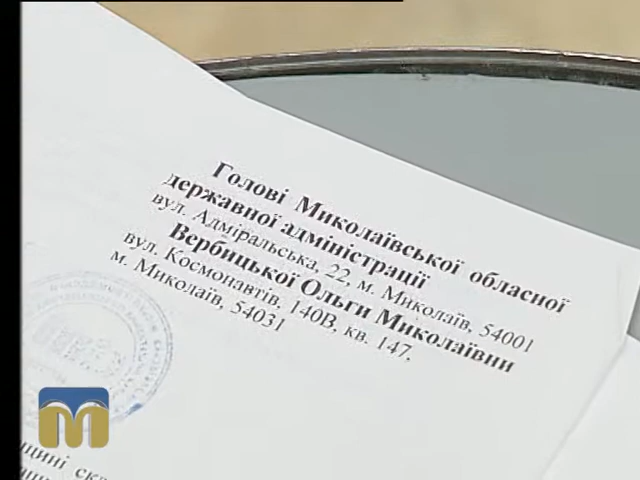 Голові Миколаївської обласної
державної адміністрації
вул. Адміральська, 22, м. Миколаїв, 54001
Вербицької Ольги Миколаївни
вул. Космонавтів, 140В, кв. 147,
м. Миколаїв, 54031